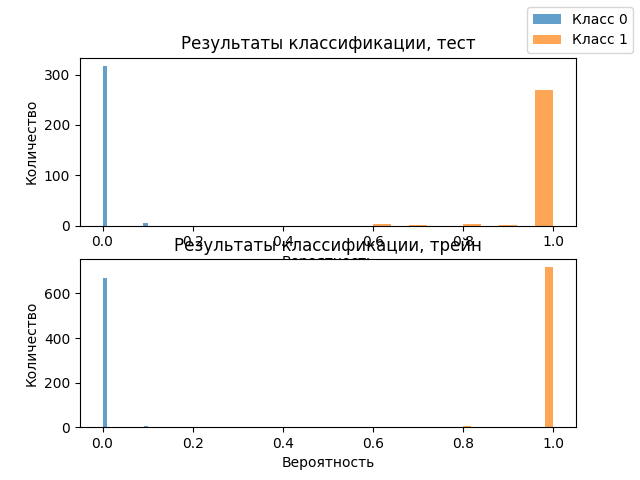 Класс 0
Класс 1
Результаты классификации, тест
Количество
300
200
100
0
0.0 0.2 0.4 0.6 0.8 1.0
Вероятность
Результаты классификации, трейн
Количество
600
400
200
0
0.0 0.2 0.4 0.6 0.8 1.0
Вероятность